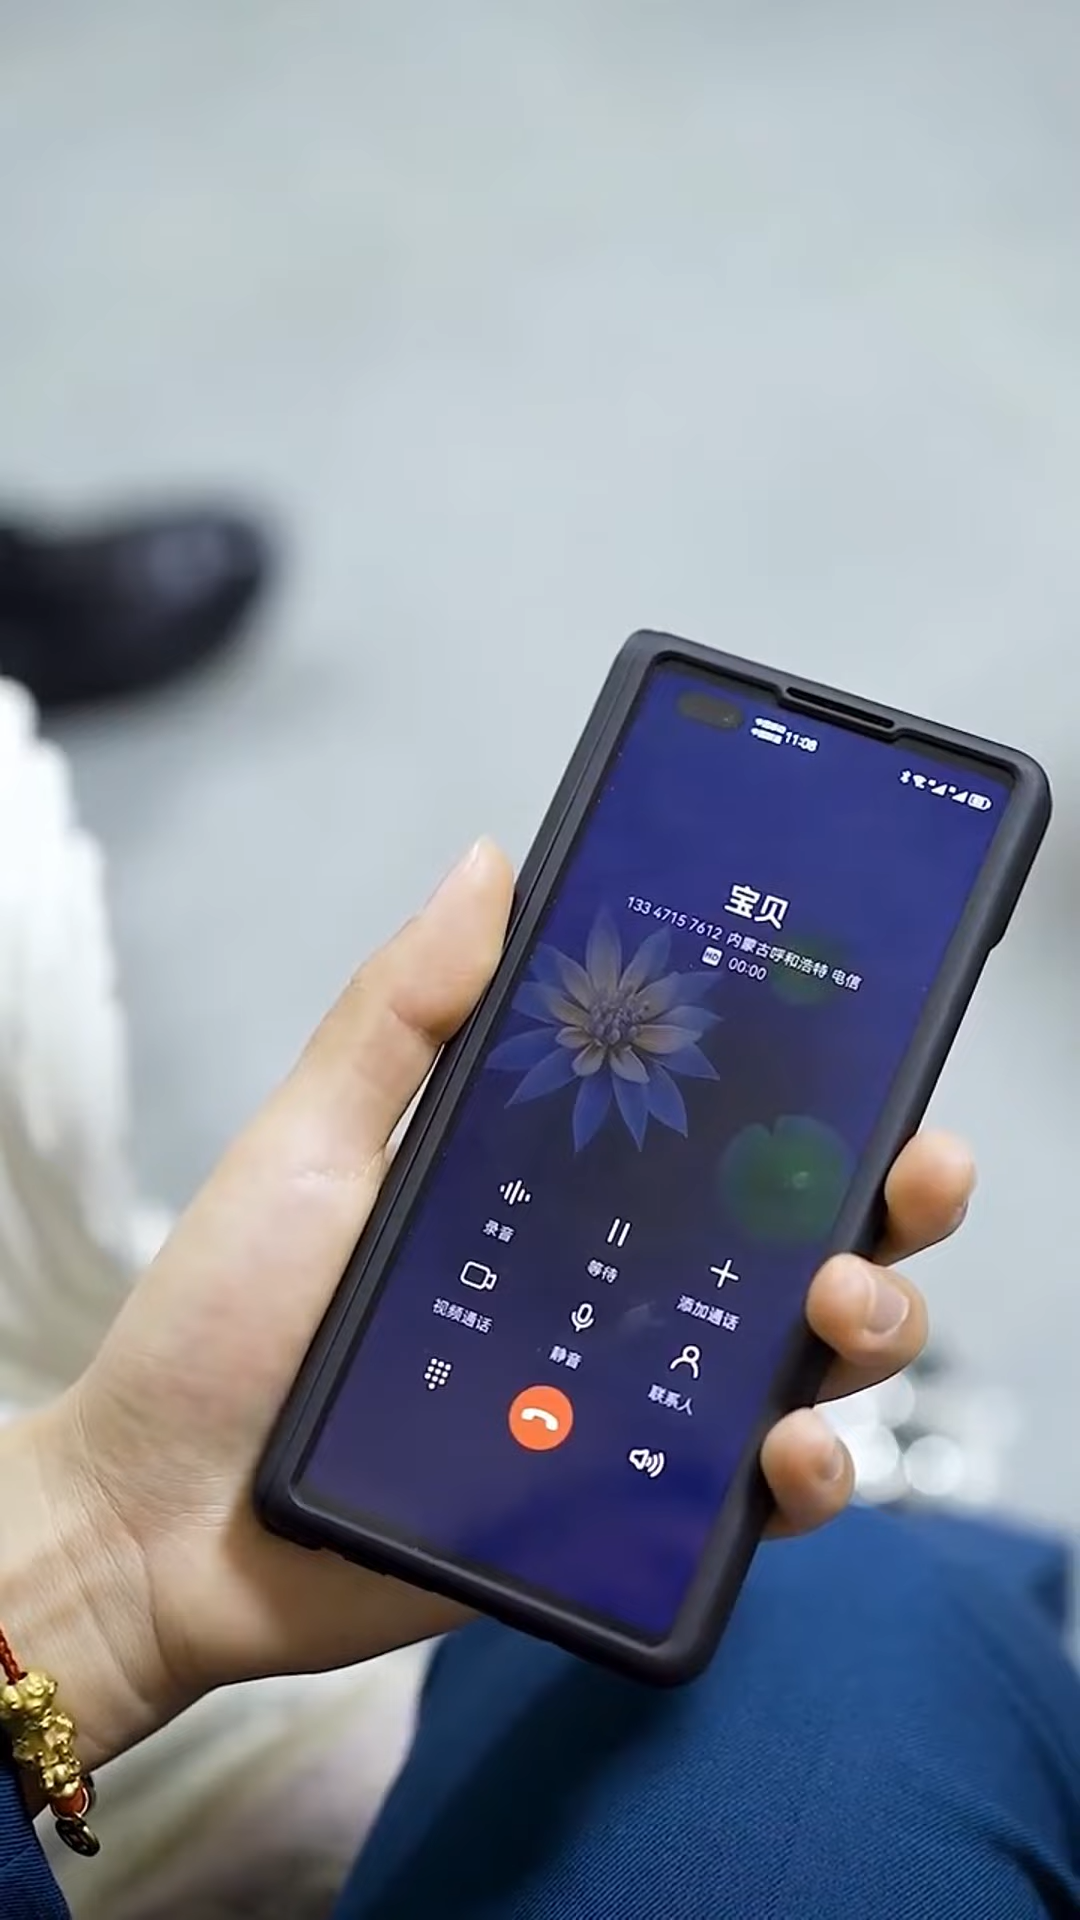 11:08
宝贝
133 4715 7612 内蒙古呼和浩特 电信
HD 00:00
录音
等待
添加通话
视频通话
静音
联系人